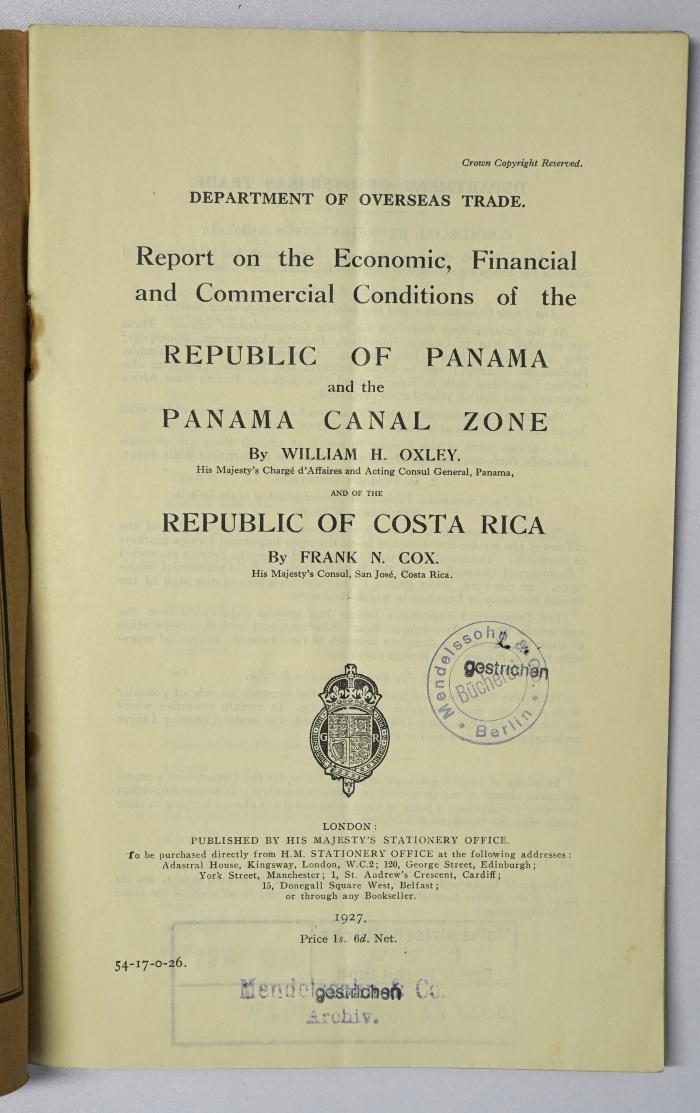 Crown Copyright Reserved.
DEPARTMENT OF OVERSEAS TRADE.
Report on the Economic, Financial
and Commercial Conditions of the
REPUBLIC OF PANAMA
and the
PANAMA CANAL ZONE
By WILLIAM H. OXLEY.
His Majesty's Chargé d'Affaires and Acting Consul General, Panama,
AND OF THE
REPUBLIC OF COSTA RICA
By FRANK N. COX.
His Majesty's Consul, San José, Costa Rica.
Mendelssohn & Co.
gestrichen
Bücherei
* Berlin *
G R
LONDON:
PUBLISHED BY HIS MAJESTY'S STATIONERY OFFICE.
To be purchased directly from H.M. STATIONERY OFFICE at the following addresses:
Adastral House, Kingsway, London, W.C.2; 120, George Street, Edinburgh;
York Street, Manchester; 1, St. Andrew's Crescent, Cardiff;
15, Donegall Square West, Belfast;
or through any Bookseller.
1927.
Price 1s. 6d. Net.
54-17-0-26.
Mendelssohn & Co.
gestrichen
Archiv.